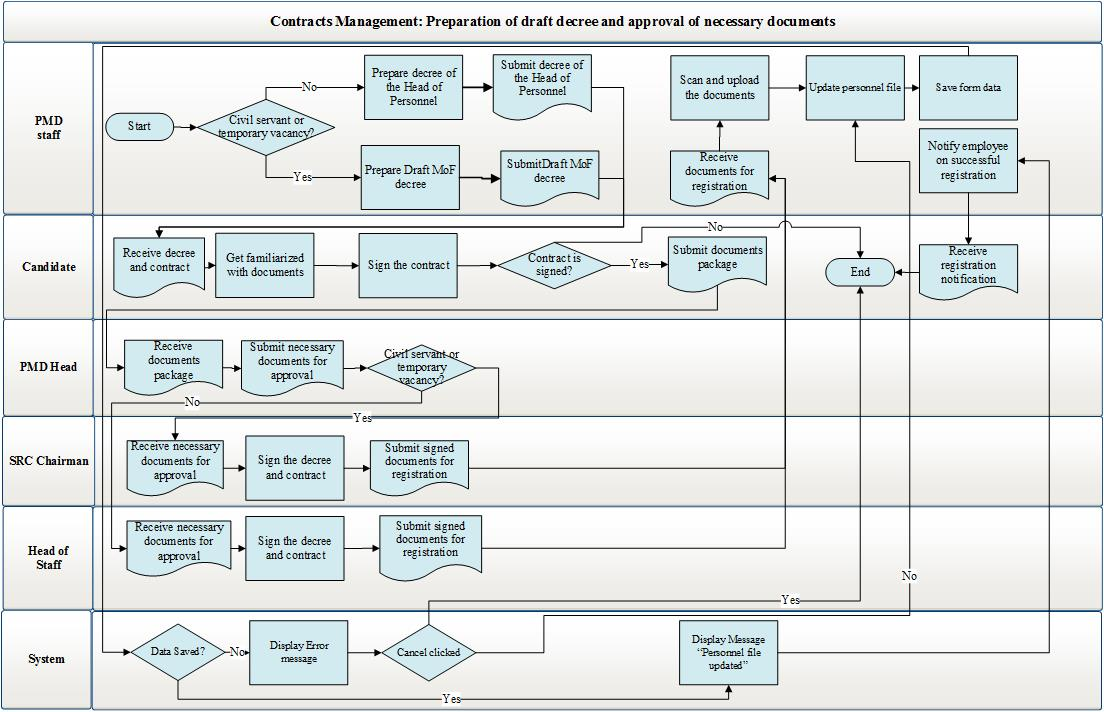 Contracts Management: Preparation of draft decree and approval of necessary documents
PMD
staff
Start
Civil servant or
temporary vacancy?
No
Yes
Prepare decree of
the Head of
Personnel
Submit decree of
the Head of
Personnel
Prepare Draft MoF
decree
SubmitDraft MoF
decree
Scan and upload
the documents
Update personnel file
Save form data
Receive
documents for
registration
Notify employee
on successful
registration
Candidate
Receive decree
and contract
Get familiarized
with documents
Sign the contract
Contract is
signed?
No
Yes
Submit documents
package
End
Receive
registration
notification
PMD Head
Receive
documents
package
Submit necessary
documents for
approval
Civil servant or
temporary
vacancy?
No
Yes
SRC Chairman
Receive necessary
documents for
approval
Sign the decree
and contract
Submit signed
documents for
registration
Head of
Staff
Receive necessary
documents for
approval
Sign the decree
and contract
Submit signed
documents for
registration
No
Yes
System
Data Saved?
No
Display Error
message
Cancel clicked
Display Message
“Personnel file
updated”
Yes